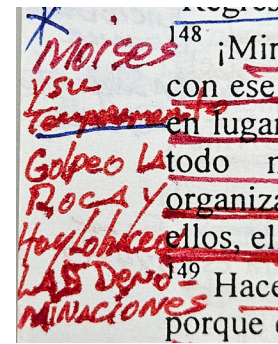 Regres
148 ¡Mir
Moises
con ese
y su
Temperamento
en lugar
Golpeo la
todo n
Roca y
organiza
Hoy lo hacen
ellos, el
las Deno-
149 Hace
minaciones
porque